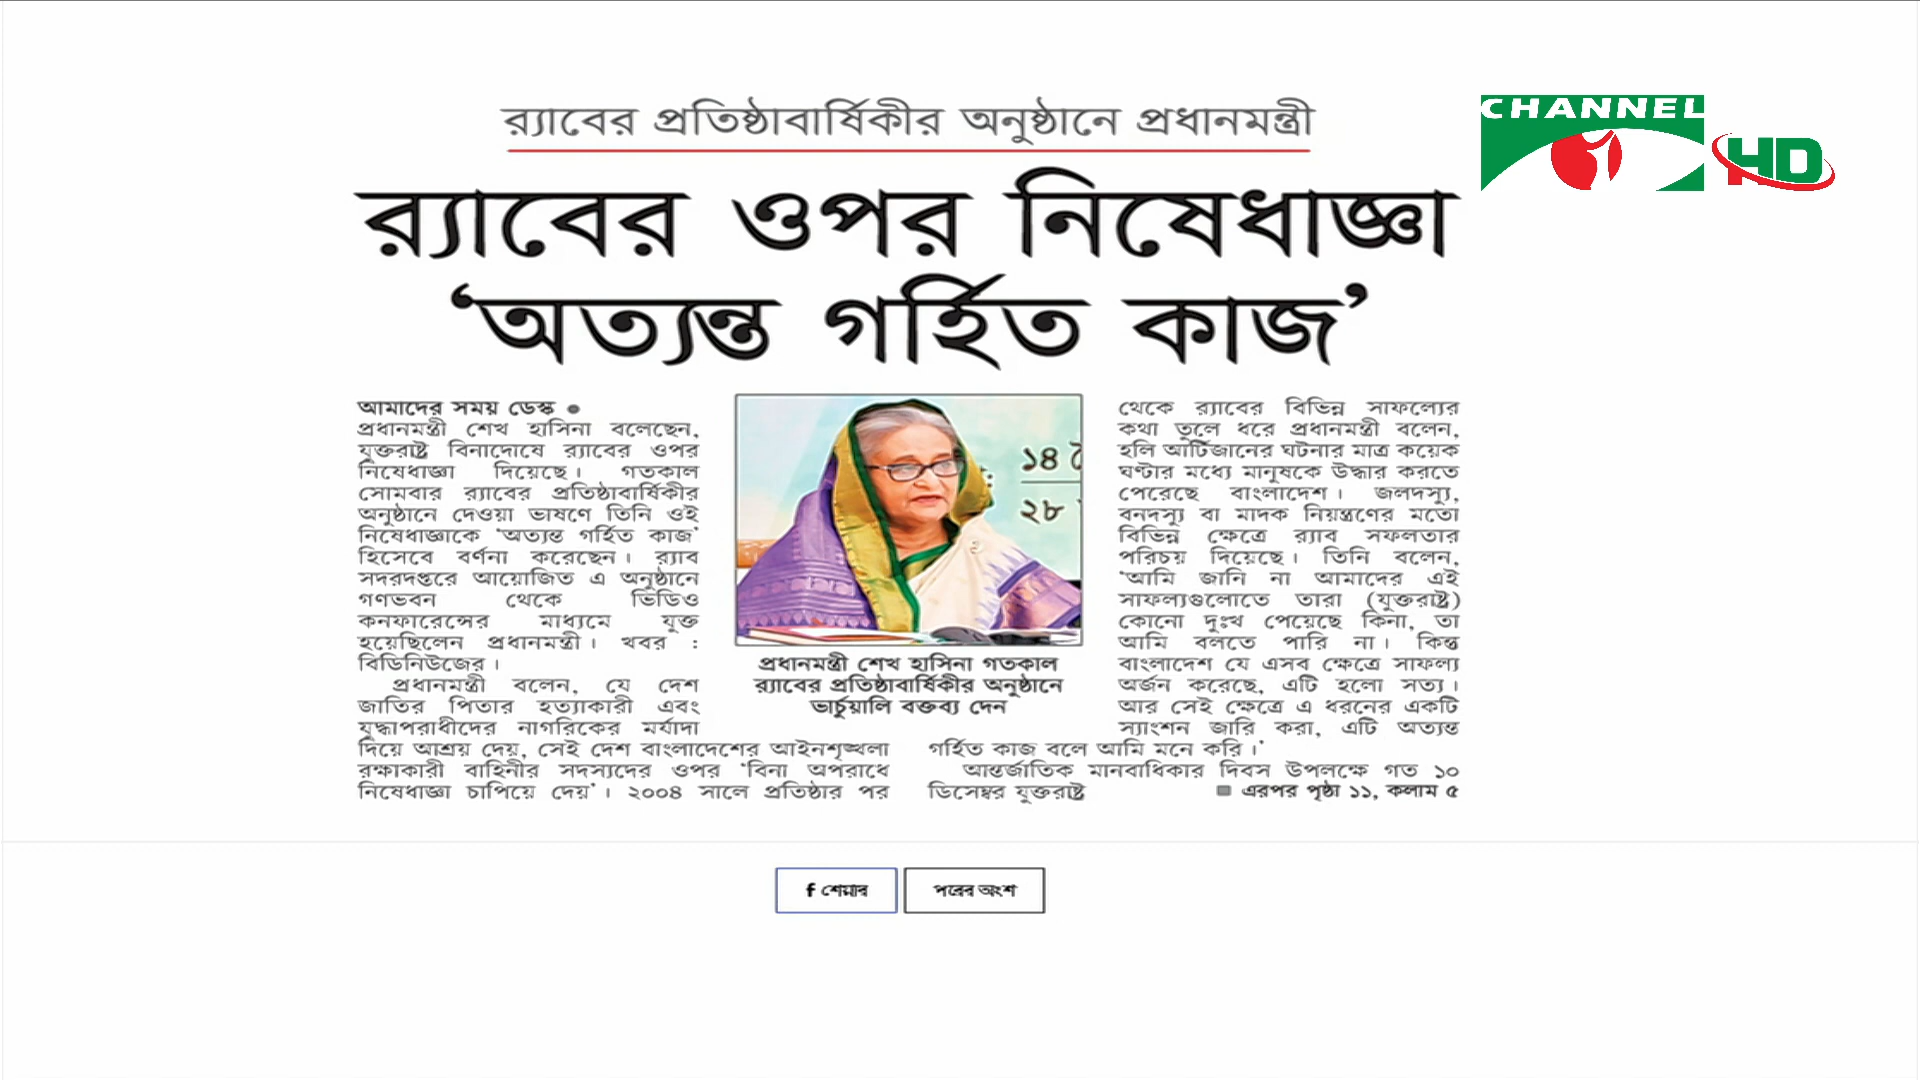 CHANNEL
HD
র‍্যাবের প্রতিষ্ঠাবার্ষিকীর অনুষ্ঠানে প্রধানমন্ত্রী
র‍্যাবের ওপর নিষেধাজ্ঞা
‘অত্যন্ত গর্হিত কাজ’
আমাদের সময় ডেস্ক ●
প্রধানমন্ত্রী শেখ হাসিনা বলেছেন,
যুক্তরাষ্ট্র বিনাদোষে র‍্যাবের ওপর
নিষেধাজ্ঞা দিয়েছে। গতকাল
সোমবার র‍্যাবের প্রতিষ্ঠাবার্ষিকীর
অনুষ্ঠানে দেওয়া ভাষণে তিনি ওই
নিষেধাজ্ঞাকে ‘অত্যন্ত গর্হিত কাজ’
হিসেবে বর্ণনা করেছেন। র‍্যাব
সদরদপ্তরে আয়োজিত এ অনুষ্ঠানে
গণভবন থেকে ভিডিও
কনফারেন্সের মাধ্যমে যুক্ত
হয়েছিলেন প্রধানমন্ত্রী। খবর :
বিডিনিউজের।
প্রধানমন্ত্রী বলেন, যে দেশ
জাতির পিতার হত্যাকারী এবং
যুদ্ধাপরাধীদের নাগরিকের মর্যাদা
দিয়ে আশ্রয় দেয়, সেই দেশ বাংলাদেশের আইনশৃঙ্খলা
রক্ষাকারী বাহিনীর সদস্যদের ওপর ‘বিনা অপরাধে
নিষেধাজ্ঞা চাপিয়ে দেয়’। ২০০৪ সালে প্রতিষ্ঠার পর
১৪
২৮
প্রধানমন্ত্রী শেখ হাসিনা গতকাল
র‍্যাবের প্রতিষ্ঠাবার্ষিকীর অনুষ্ঠানে
ভার্চুয়ালি বক্তব্য দেন
থেকে র‍্যাবের বিভিন্ন সাফল্যের
কথা তুলে ধরে প্রধানমন্ত্রী বলেন,
হলি আর্টিজানের ঘটনার মাত্র কয়েক
ঘণ্টার মধ্যে মানুষকে উদ্ধার করতে
পেরেছে বাংলাদেশ। জলদস্যু,
বনদস্যু বা মাদক নিয়ন্ত্রণের মতো
বিভিন্ন ক্ষেত্রে র‍্যাব সফলতার
পরিচয় দিয়েছে। তিনি বলেন,
‘আমি জানি না আমাদের এই
সাফল্যগুলোতে তারা (যুক্তরাষ্ট্র)
কোনো দুঃখ পেয়েছে কিনা, তা
আমি বলতে পারি না। কিন্তু
বাংলাদেশ যে এসব ক্ষেত্রে সাফল্য
অর্জন করেছে, এটি হলো সত্য।
আর সেই ক্ষেত্রে এ ধরনের একটি
স্যাংশন জারি করা, এটি অত্যন্ত
গর্হিত কাজ বলে আমি মনে করি।’
আন্তর্জাতিক মানবাধিকার দিবস উপলক্ষে গত ১০
ডিসেম্বর যুক্তরাষ্ট্র ■ এরপর পৃষ্ঠা ১১, কলাম ৫
f শেয়ার
পরের অংশ